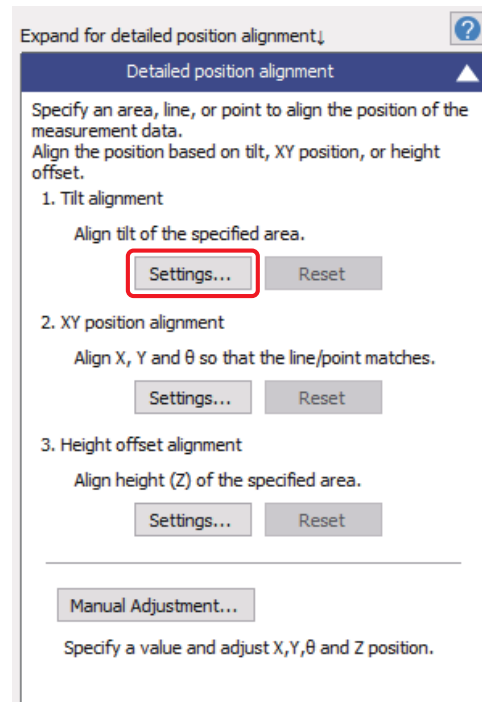 Expand for detailed position alignment↓
?
Detailed position alignment
Specify an area, line, or point to align the position of the
measurement data.
Align the position based on tilt, XY position, or height
offset.
1. Tilt alignment
Align tilt of the specified area.
Settings... Reset
2. XY position alignment
Align X, Y and θ so that the line/point matches.
Settings... Reset
3. Height offset alignment
Align height (Z) of the specified area.
Settings... Reset
Manual Adjustment...
Specify a value and adjust X,Y,θ and Z position.